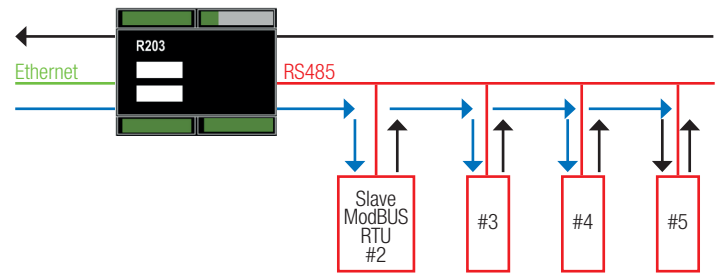 R203
Ethernet
RS485
Slave
ModBUS
RTU
#2
#3
#4
#5